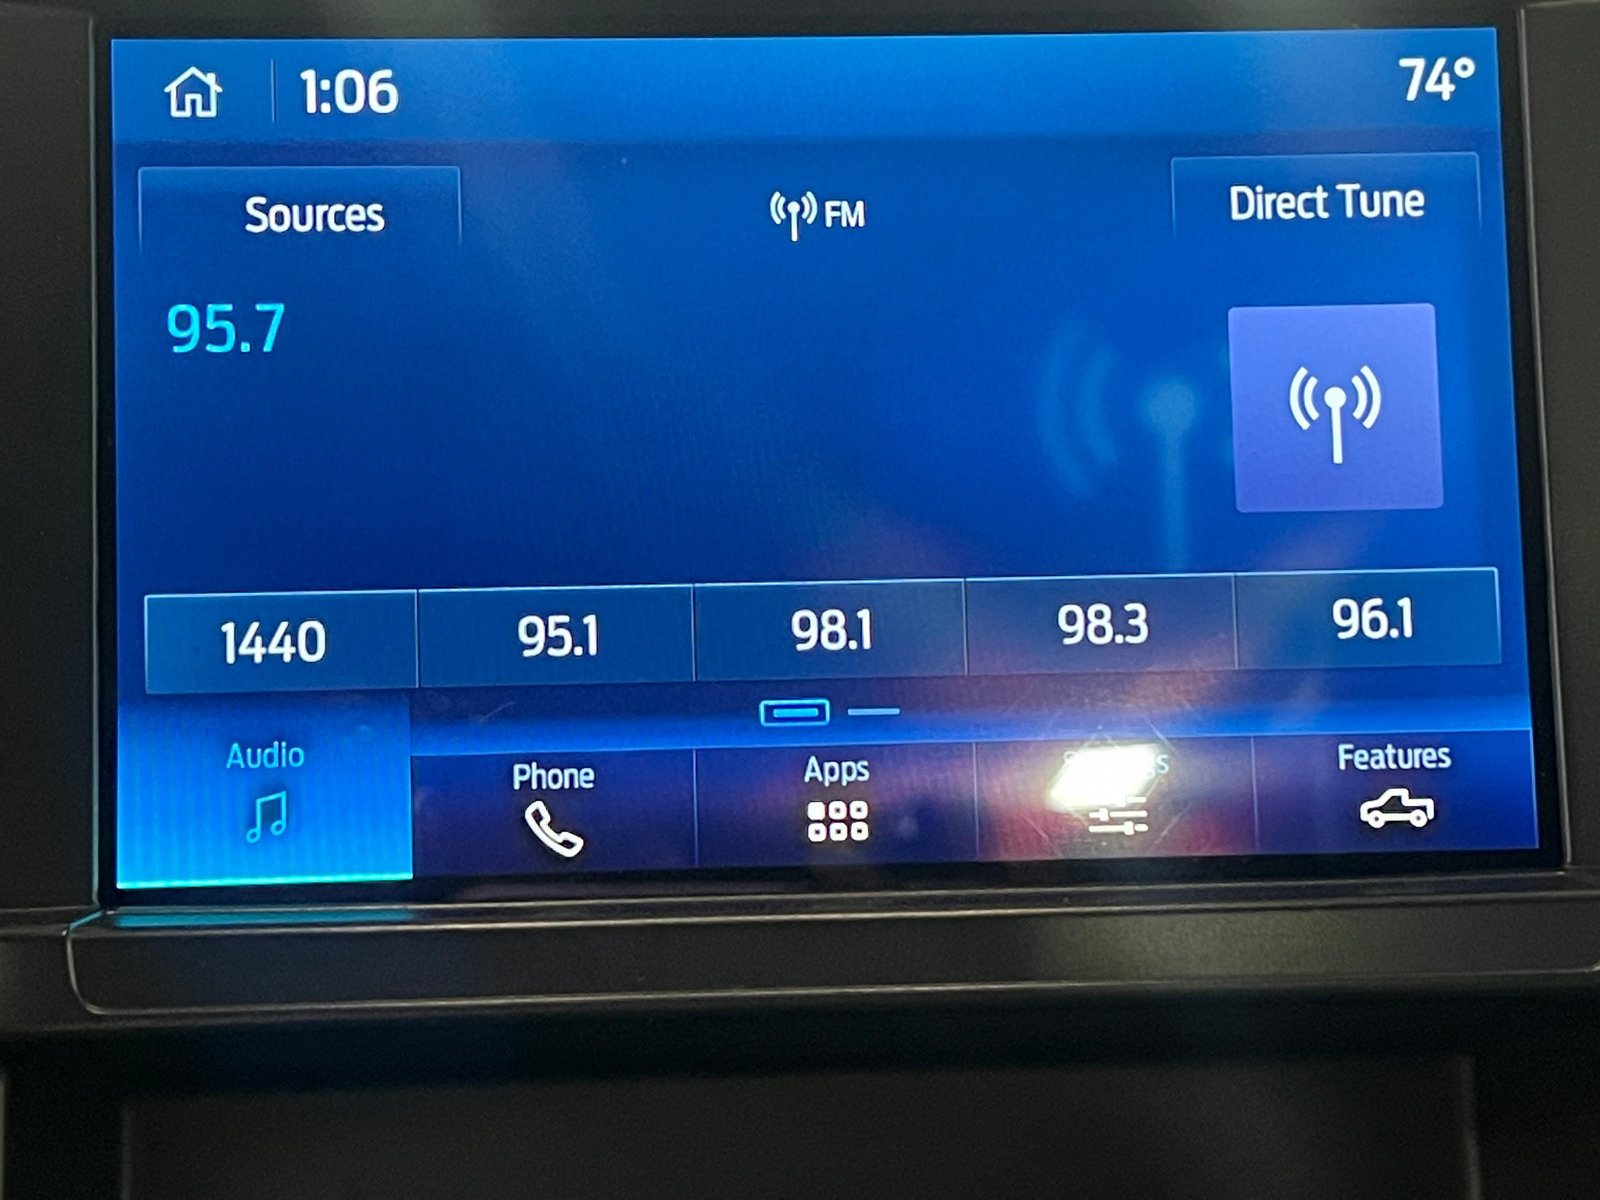 1:06
74°
Sources
FM
Direct Tune
95.7
1440
95.1
98.1
98.3
96.1
Audio
Phone
Apps
Features